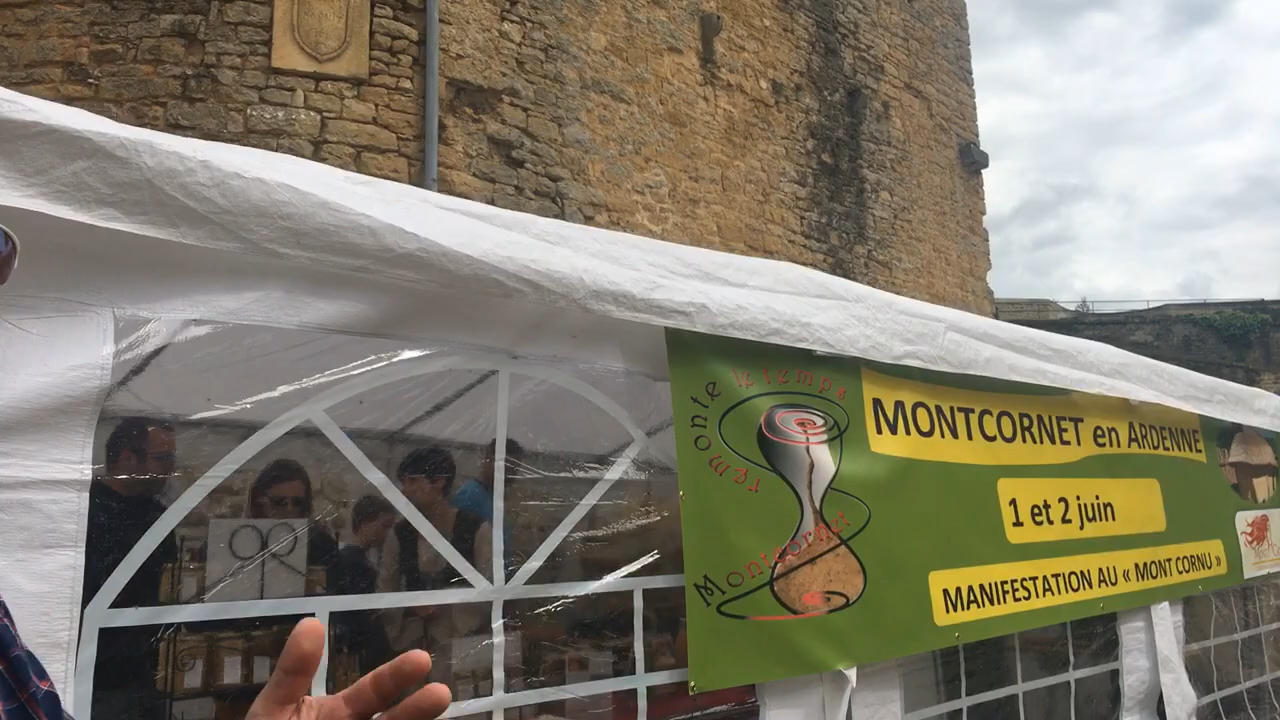 Montcornet
remonte le temps
MONTCORNET en ARDENNE
1 et 2 juin
MANIFESTATION AU « MONT CORNU »